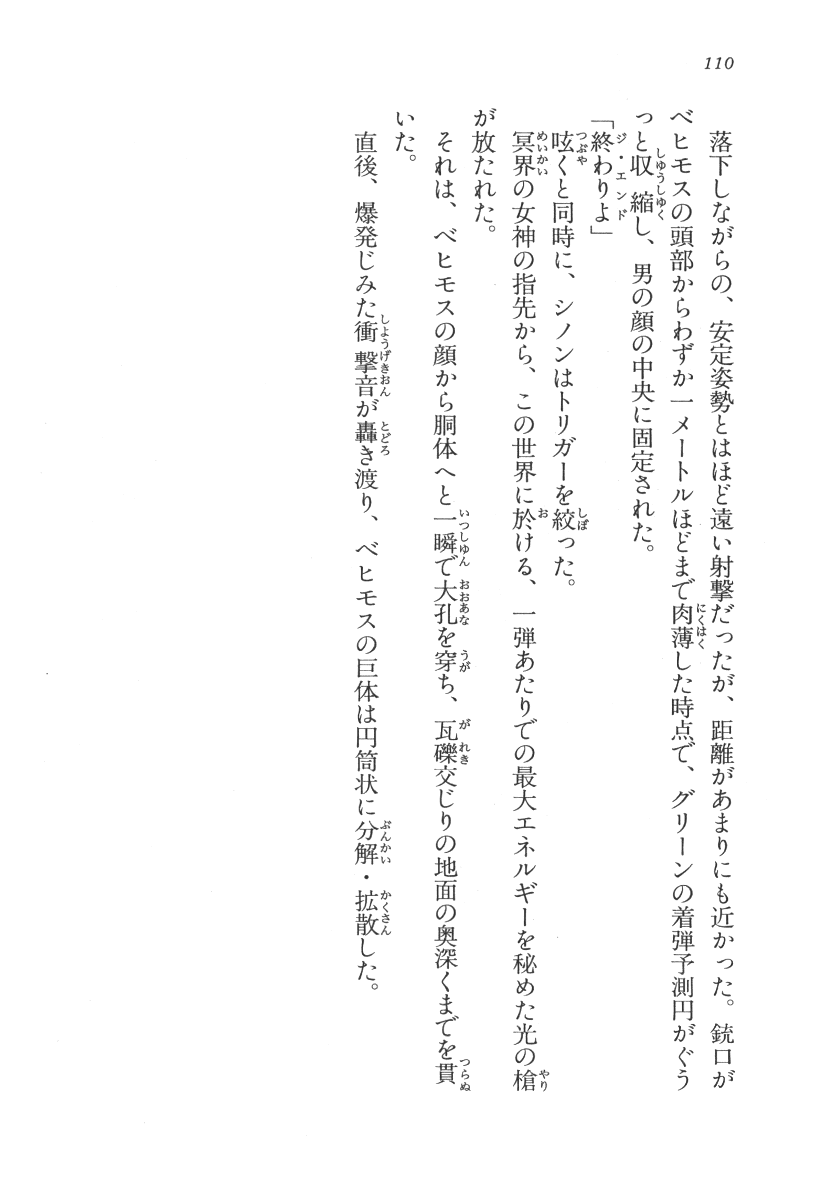 110
落下しながらの、安定姿勢とはほど遠い射撃だったが、距離があまりにも近かった。銃口が
ベヒモスの頭部からわずか一メートルほどまで肉薄した時点で、グリーンの着弾予測円がぐう
っと収縮し、男の顔の中央に固定された。
「終わりよ」
呟くと同時に、シノンはトリガーを絞った。
冥界の女神の指先から、この世界に於ける、一弾あたりでの最大エネルギーを秘めた光の槍
が放たれた。
それは、ベヒモスの顔から胴体へと一瞬で大孔を穿ち、瓦礫交じりの地面の奥深くまでを貫
いた。
直後、爆発じみた衝撃音が轟き渡り、ベヒモスの巨体は円筒状に分解・拡散した。